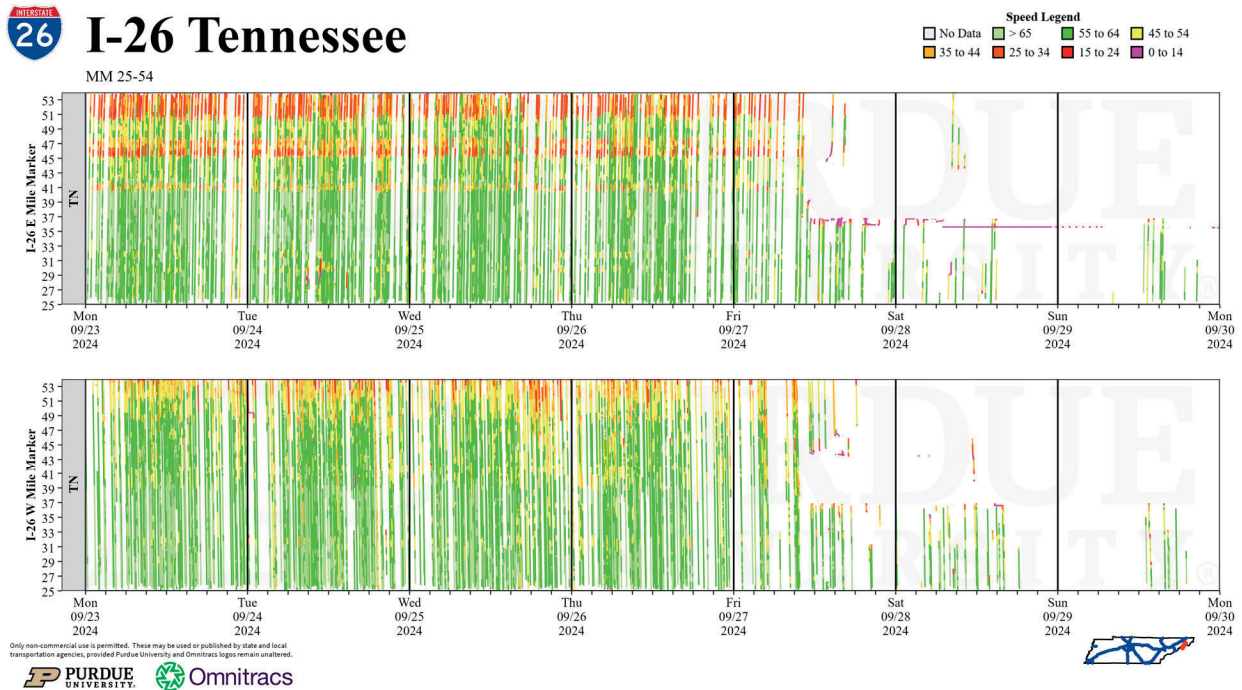 INTERSTATE
26
I-26 Tennessee
MM 25-54
Speed Legend
No Data > 65 55 to 64 45 to 54
35 to 44 25 to 34 15 to 24 0 to 14
I-26 E Mile Marker
TN
53
51
49
47
45
43
41
39
37
35
33
31
29
27
25
Mon Tue Wed Thu Fri Sat Sun Mon
09/23 09/24 09/25 09/26 09/27 09/28 09/29 09/30
2024 2024 2024 2024 2024 2024 2024 2024
PURDUE
UNIVERSITY®
I-26 W Mile Marker
TN
53
51
49
47
45
43
41
39
37
35
33
31
29
27
25
Mon Tue Wed Thu Fri Sat Sun Mon
09/23 09/24 09/25 09/26 09/27 09/28 09/29 09/30
2024 2024 2024 2024 2024 2024 2024 2024
PURDUE
UNIVERSITY®
Only non-commercial use is permitted. These may be used or published by state and local
transportation agencies, provided Purdue University and Omnitracs logos remain unaltered.
P PURDUE
UNIVERSITY®
Omnitracs